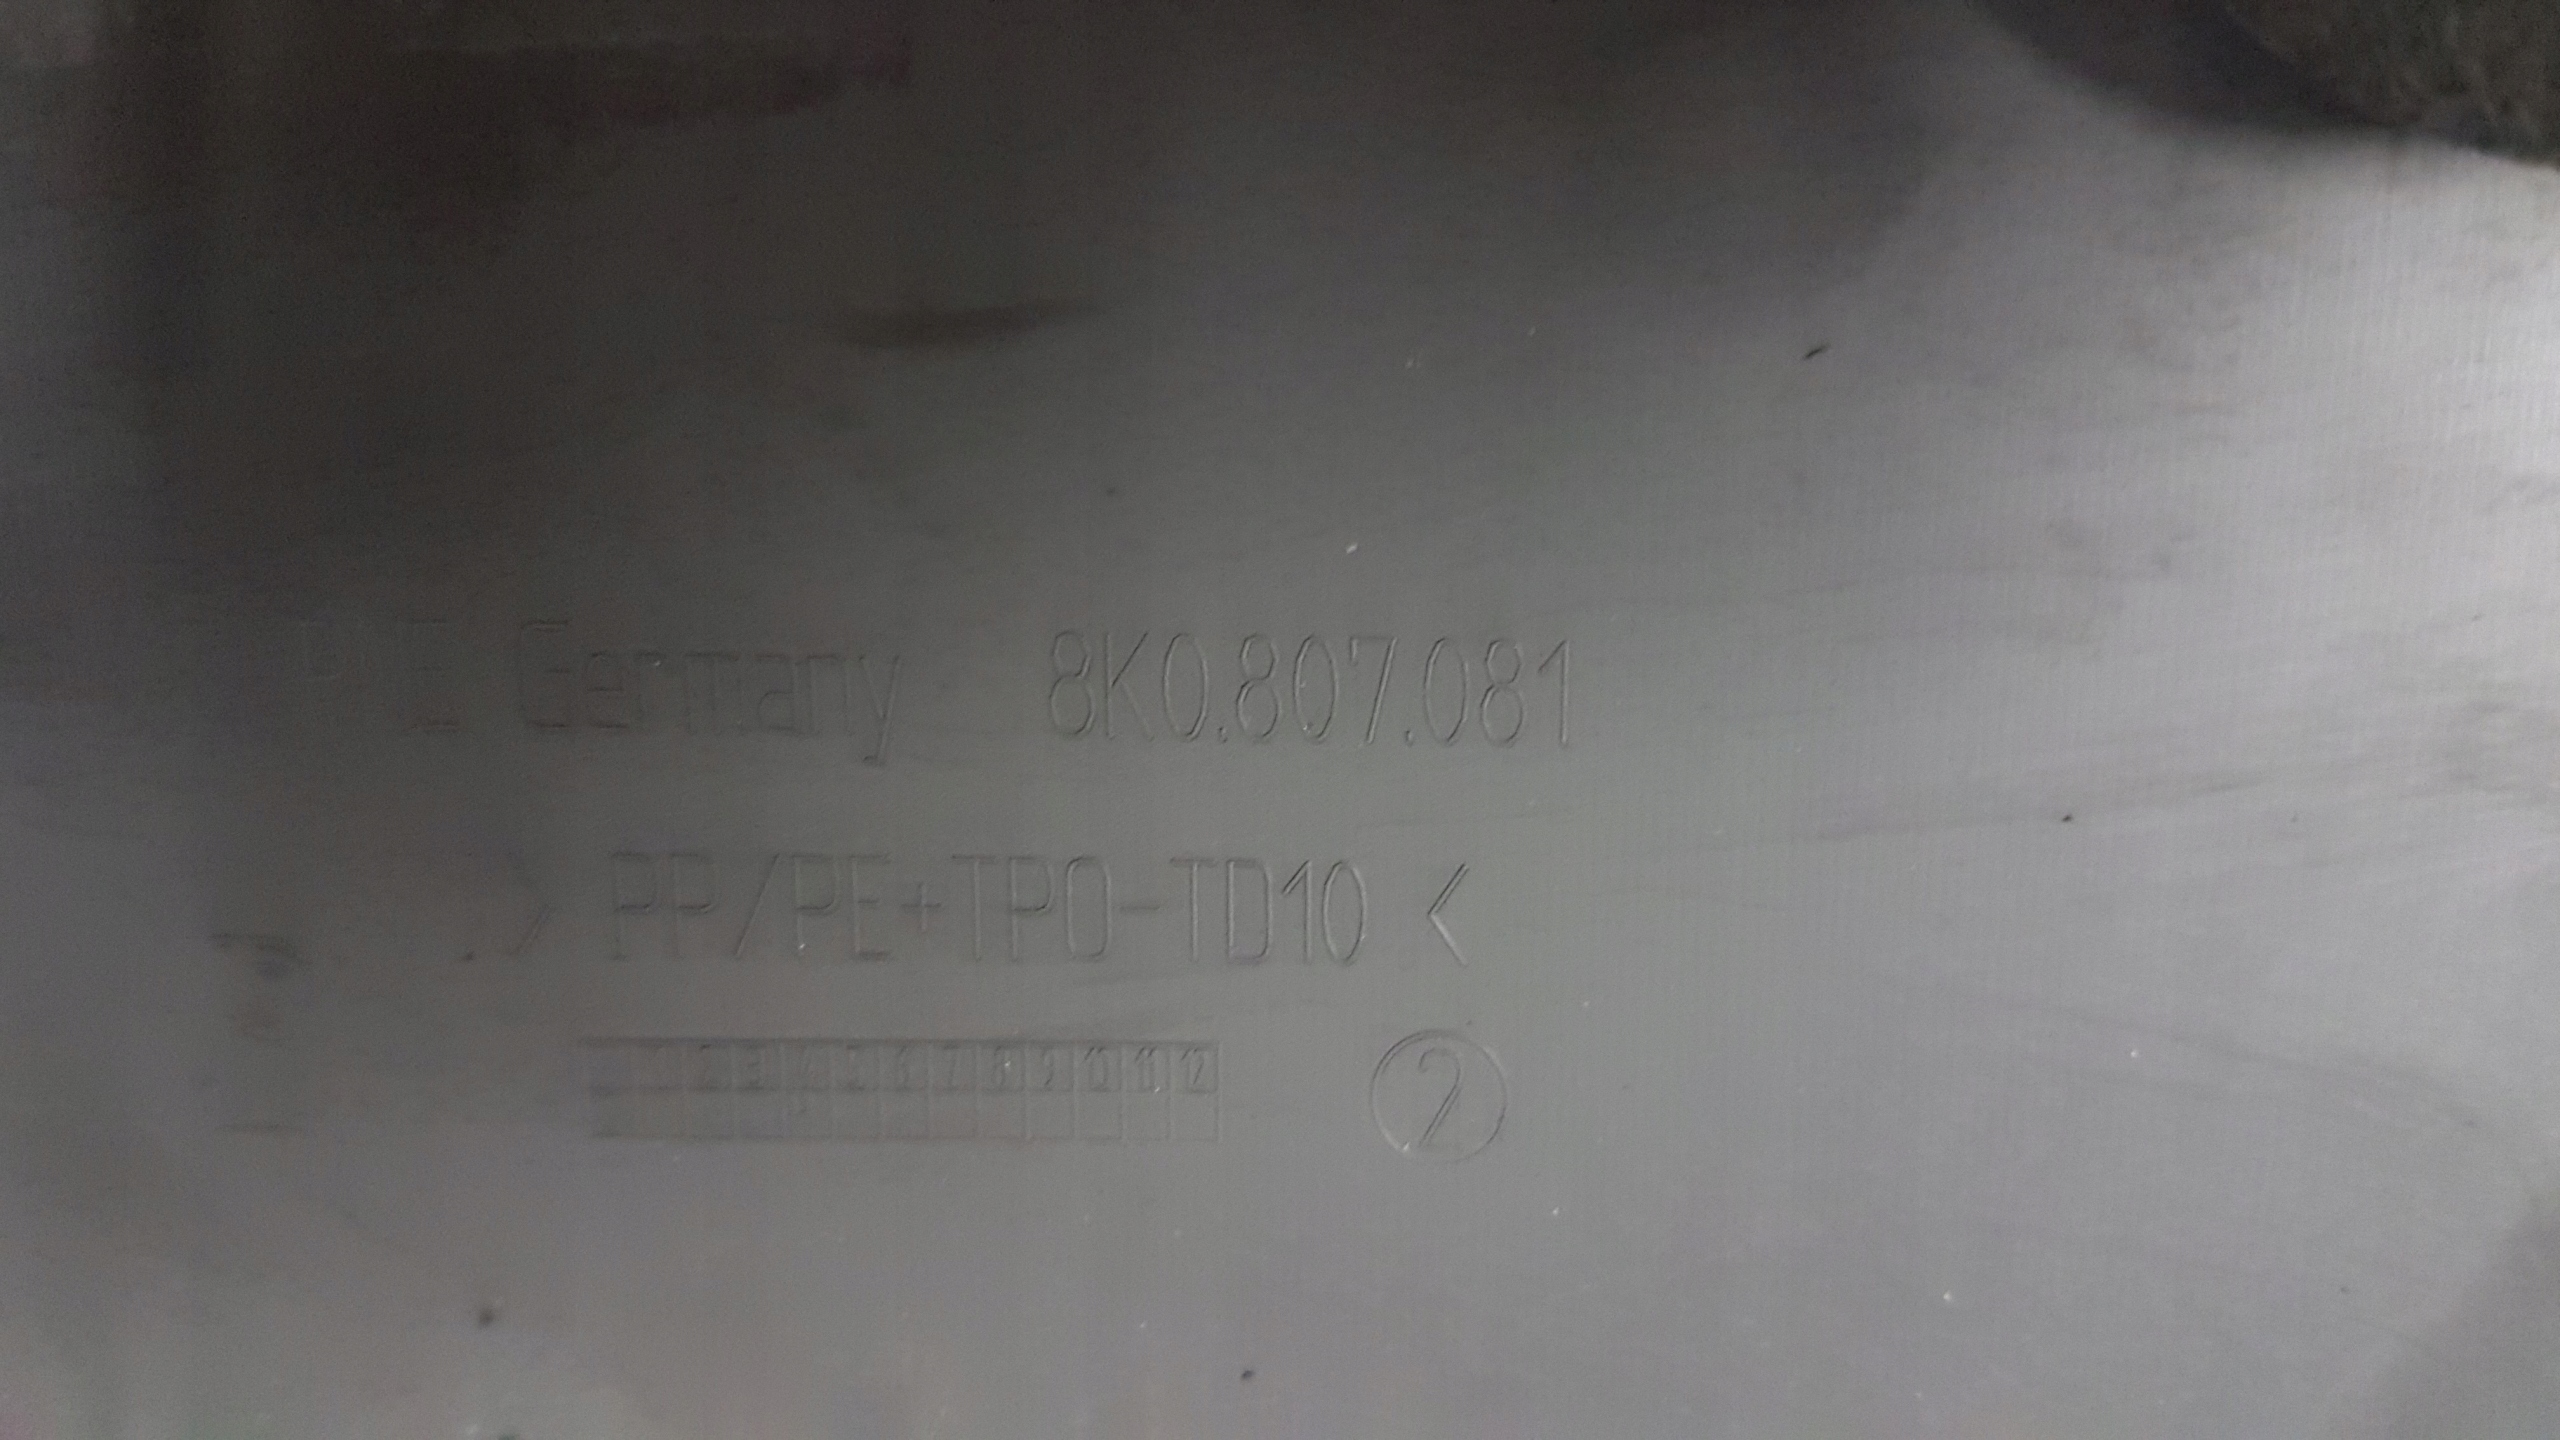 Germany 8K0.807.081
> PP/PE+TPO-TD10 <
2 3 4 5 6 7 8 9 10 11 12
2